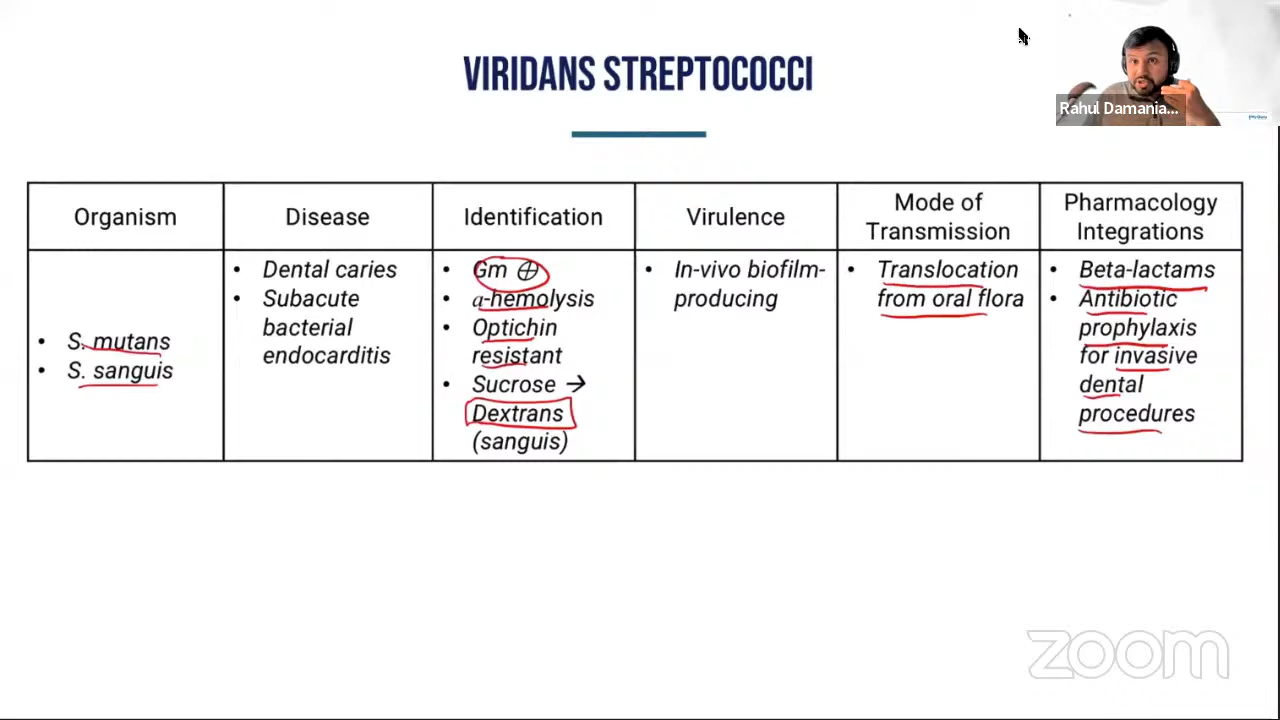 VIRIDANS STREPTOCOCCI
Rahul Damania...
Organism
Disease
Identification
Virulence
Mode of
Transmission
Pharmacology
Integrations
• S. mutans
• S. sanguis
• Dental caries
• Subacute
bacterial
endocarditis
• Gm ⊕
• α-hemolysis
• Optichin
resistant
• Sucrose →
Dextrans
(sanguis)
• In-vivo biofilm-
producing
• Translocation
from oral flora
• Beta-lactams
• Antibiotic
prophylaxis
for invasive
dental
procedures
zoom